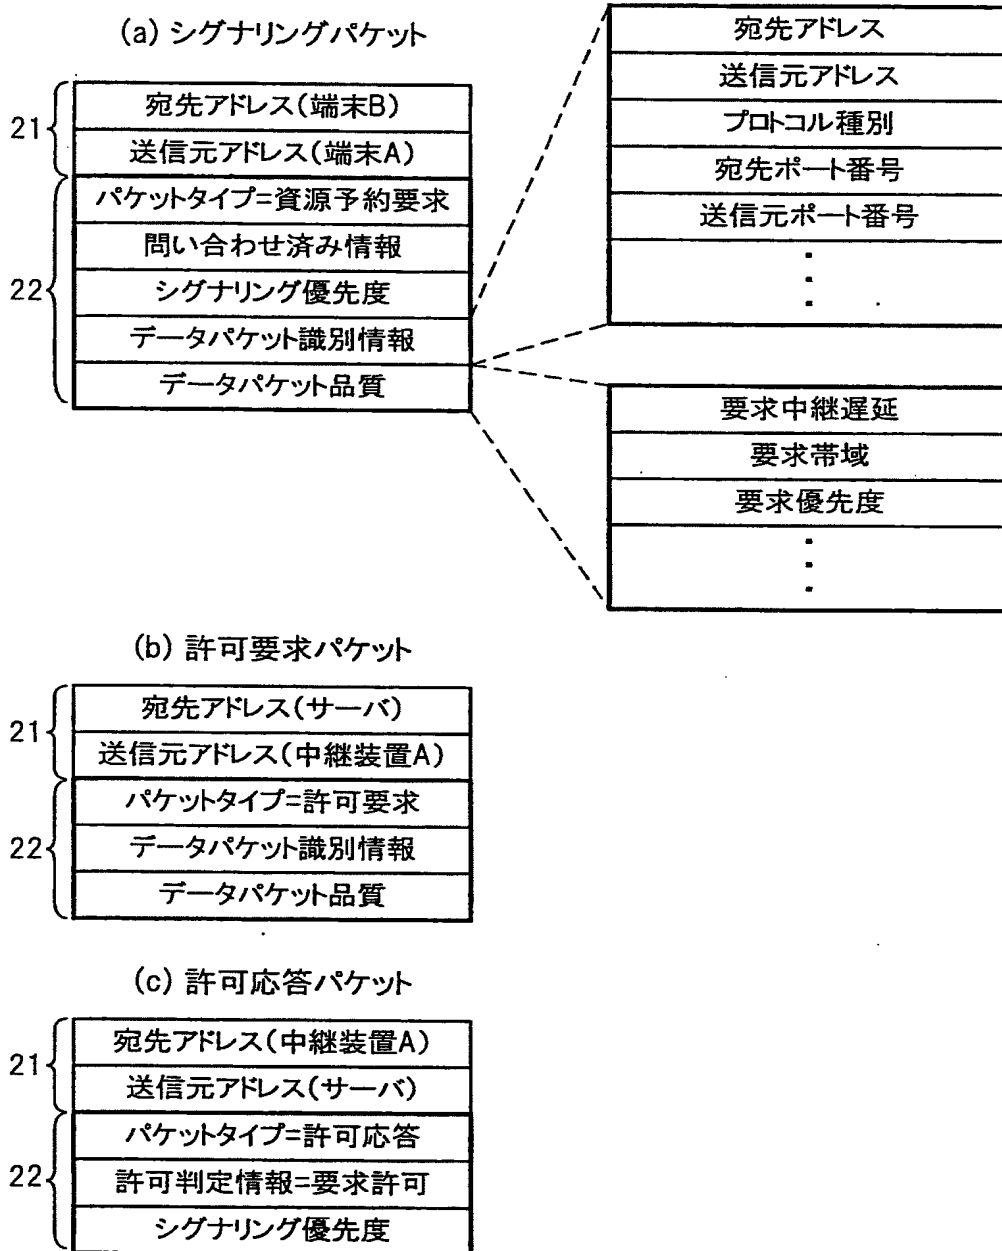 (a) シグナリングパケット
21
宛先アドレス(端末B)
送信元アドレス(端末A)
22
パケットタイプ=資源予約要求
問い合わせ済み情報
シグナリング優先度
データパケット識別情報
データパケット品質
宛先アドレス
送信元アドレス
プロトコル種別
宛先ポート番号
送信元ポート番号
要求中継遅延
要求帯域
要求優先度
(b) 許可要求パケット
21
宛先アドレス(サーバ)
送信元アドレス(中継装置A)
22
パケットタイプ=許可要求
データパケット識別情報
データパケット品質
(c) 許可応答パケット
21
宛先アドレス(中継装置A)
送信元アドレス(サーバ)
22
パケットタイプ=許可応答
許可判定情報=要求許可
シグナリング優先度